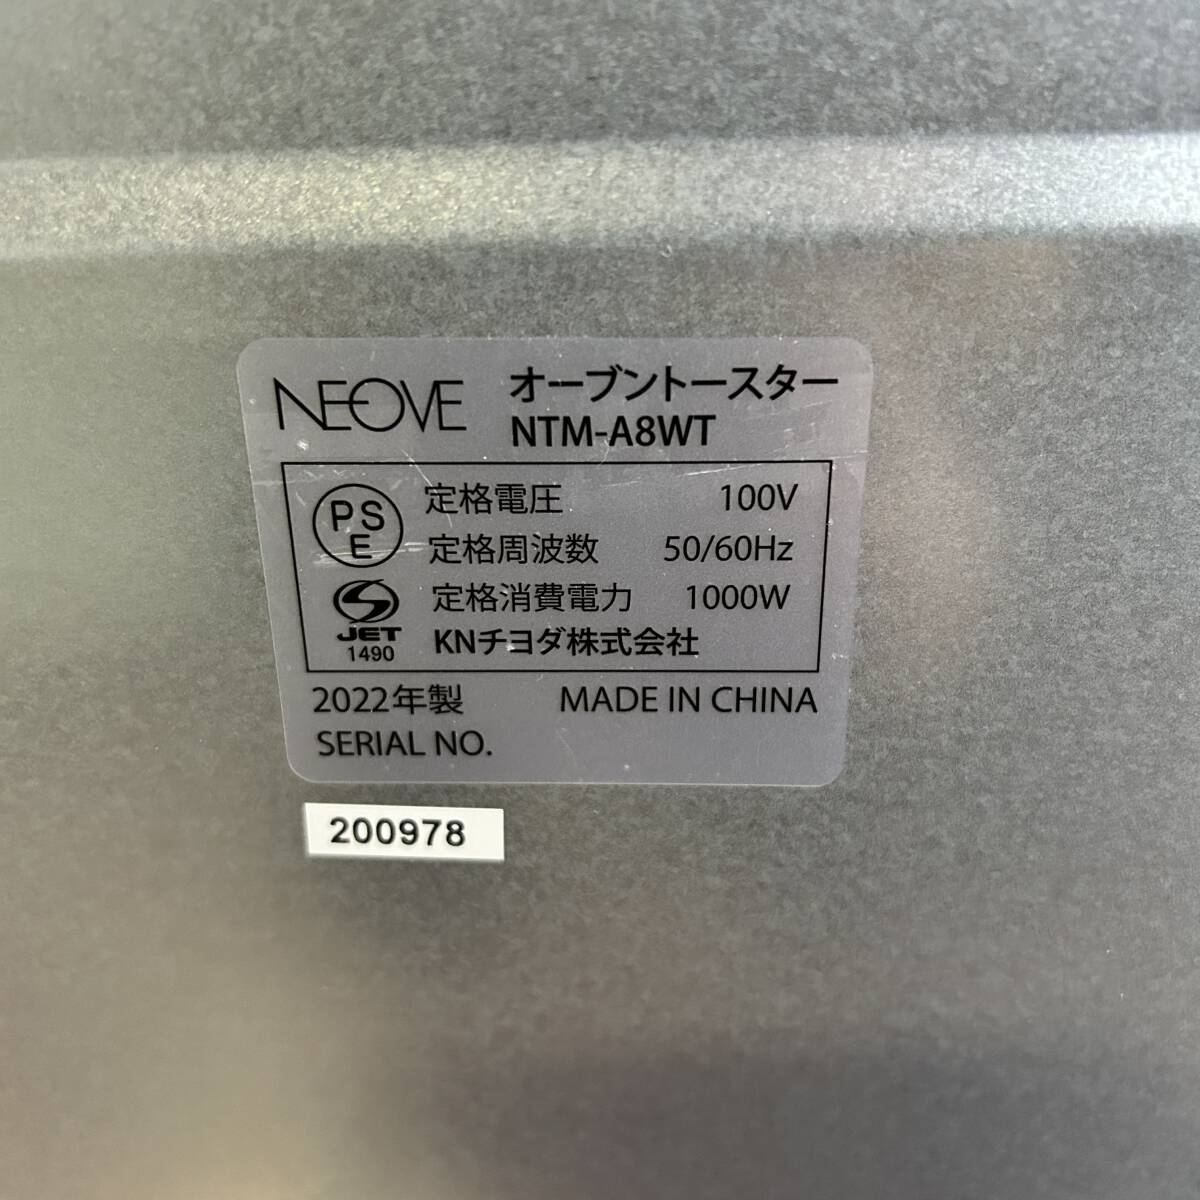 NEOVE オーブントースター
NTM-A8WT
PS
E
定格電圧 100V
定格周波数 50/60Hz
定格消費電力 1000W
JET
1490
KNチヨダ株式会社
2022年製 MADE IN CHINA
SERIAL NO.
200978